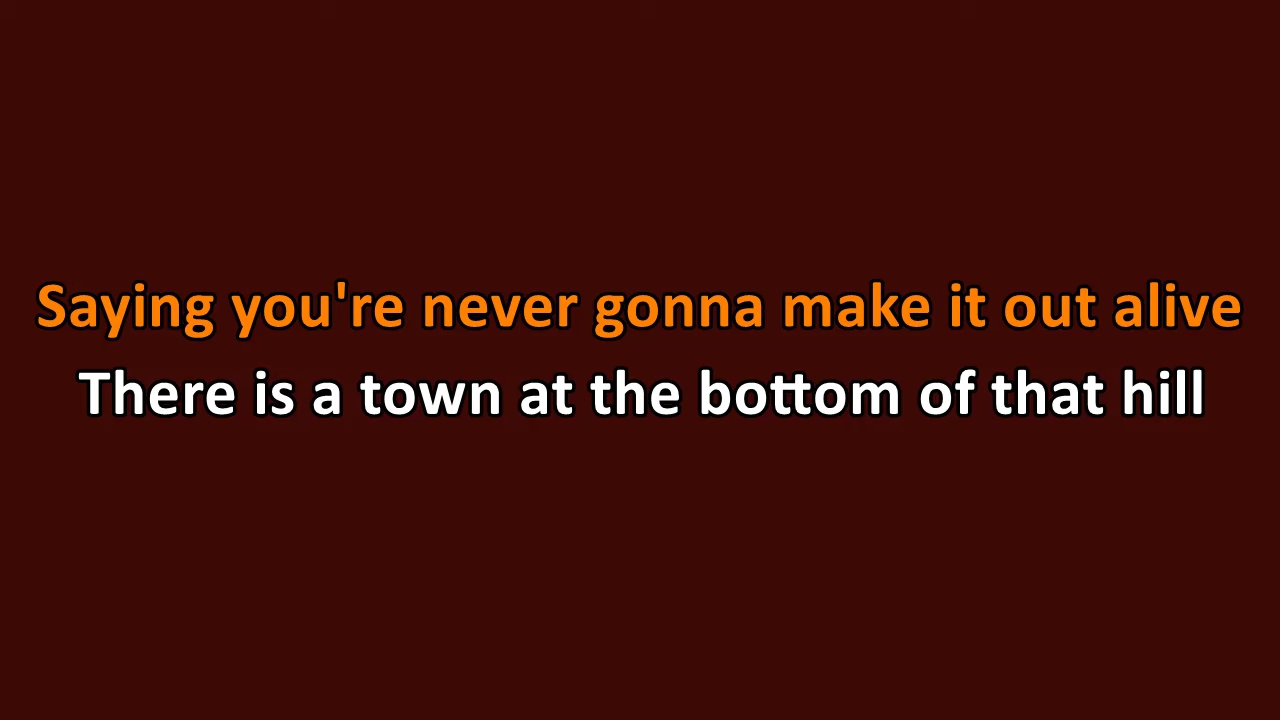 Saying you're never gonna make it out alive
There is a town at the bottom of that hill